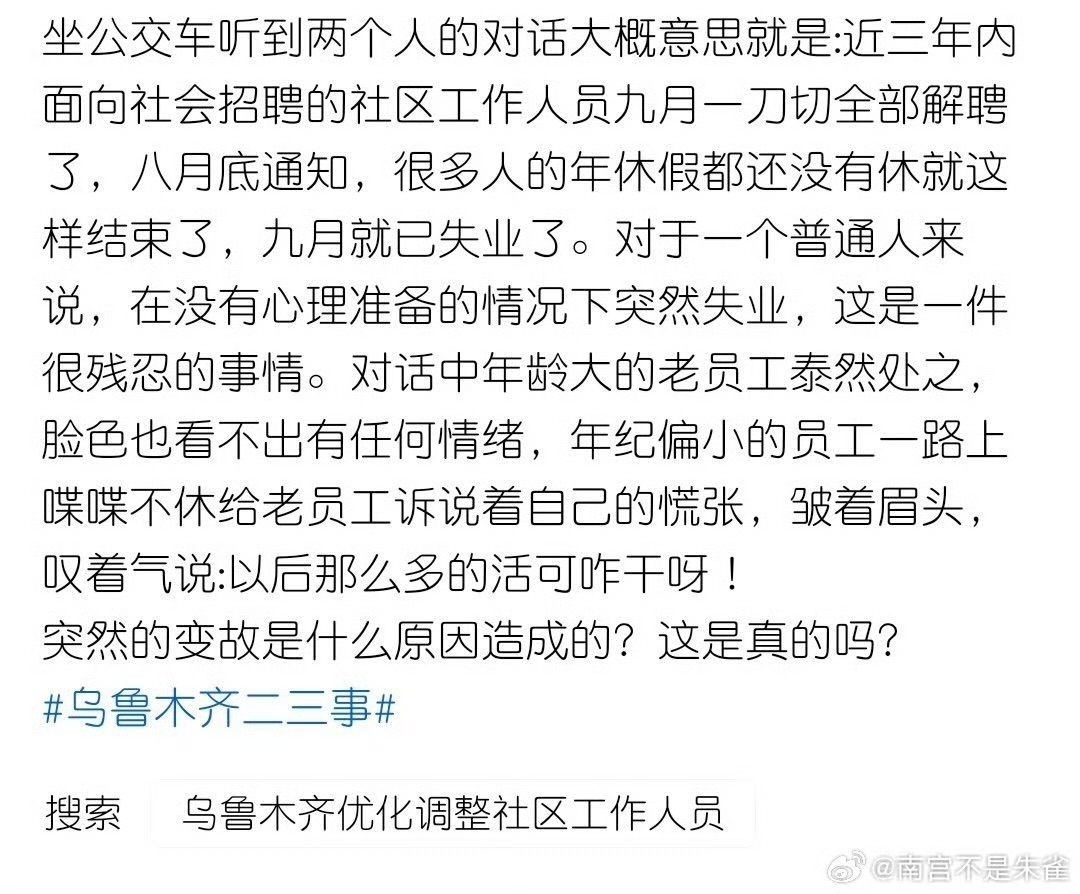 坐公交车听到两个人的对话大概意思就是:近三年内
面向社会招聘的社区工作人员九月一刀切全部解聘
了，八月底通知，很多人的年休假都还没有休就这
样结束了，九月就已失业了。对于一个普通人来
说，在没有心理准备的情况下突然失业，这是一件
很残忍的事情。对话中年龄大的老员工泰然处之，
脸色也看不出有任何情绪，年纪偏小的员工一路上
喋喋不休给老员工诉说着自己的慌张，皱着眉头，
叹着气说:以后那么多的活可咋干呀！
突然的变故是什么原因造成的？这是真的吗？
#乌鲁木齐二三事#
搜索 乌鲁木齐优化调整社区工作人员
@南宫不是朱雀